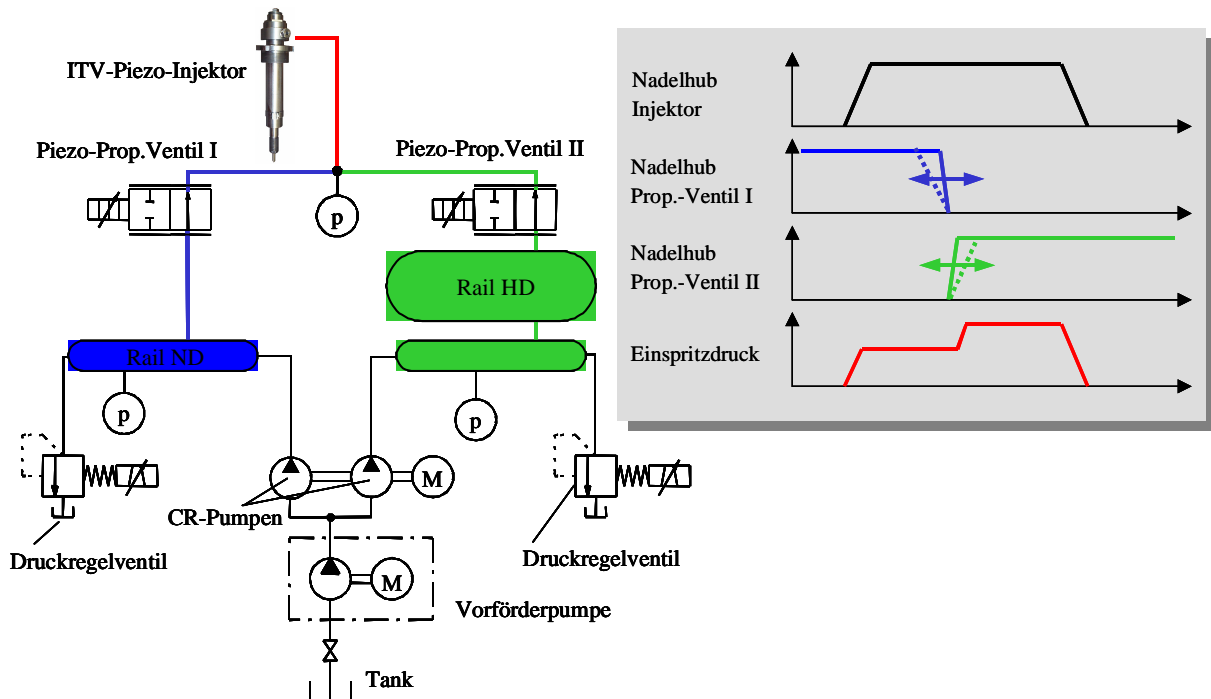 ITV-Piezo-Injektor
Piezo-Prop.Ventil I
Piezo-Prop.Ventil II
p
Rail HD
Rail ND
p
p
M
CR-Pumpen
Druckregelventil
Druckregelventil
M
Vorförderpumpe
Tank
Nadelhub
Injektor
Nadelhub
Prop.-Ventil I
Nadelhub
Prop.-Ventil II
Einspritzdruck